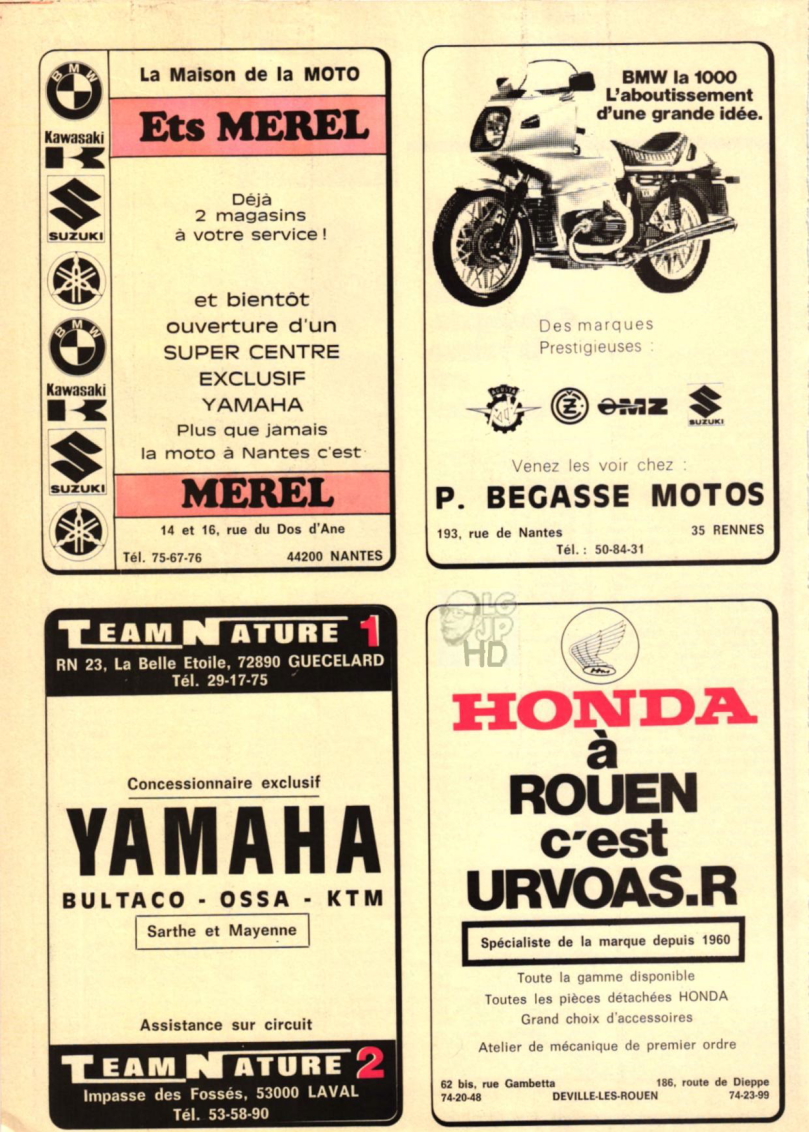 La Maison de la MOTO
Ets MEREL
BMW
Kawasaki
SUZUKI
BMW
Kawasaki
SUZUKI
Déjà
2 magasins
à votre service !
et bientôt
ouverture d'un
SUPER CENTRE
EXCLUSIF
YAMAHA
Plus que jamais
la moto à Nantes c'est
MEREL
14 et 16, rue du Dos d'Ane
Tél. 75-67-76 44200 NANTES
BMW la 1000
L'aboutissement
d'une grande idée.
Des marques
Prestigieuses :
CZ MZ SUZUKI
Venez les voir chez :
P. BEGASSE MOTOS
193, rue de Nantes 35 RENNES
Tél. : 50-84-31
TEAM NATURE 1
RN 23, La Belle Etoile, 72890 GUECELARD
Tél. 29-17-75
Concessionnaire exclusif
YAMAHA
BULTACO - OSSA - KTM
Sarthe et Mayenne
Assistance sur circuit
TEAM NATURE 2
Impasse des Fossés, 53000 LAVAL
Tél. 53-58-90
LG
JP
HD
HONDA
à
ROUEN
c'est
URVOAS.R
Spécialiste de la marque depuis 1960
Toute la gamme disponible
Toutes les pièces détachées HONDA
Grand choix d'accessoires
Atelier de mécanique de premier ordre
62 bis, rue Gambetta 186, route de Dieppe
74-20-48 DEVILLE-LES-ROUEN 74-23-99